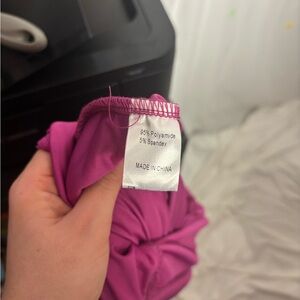 95% Polyamide
5% Spandex
MADE IN CHINA